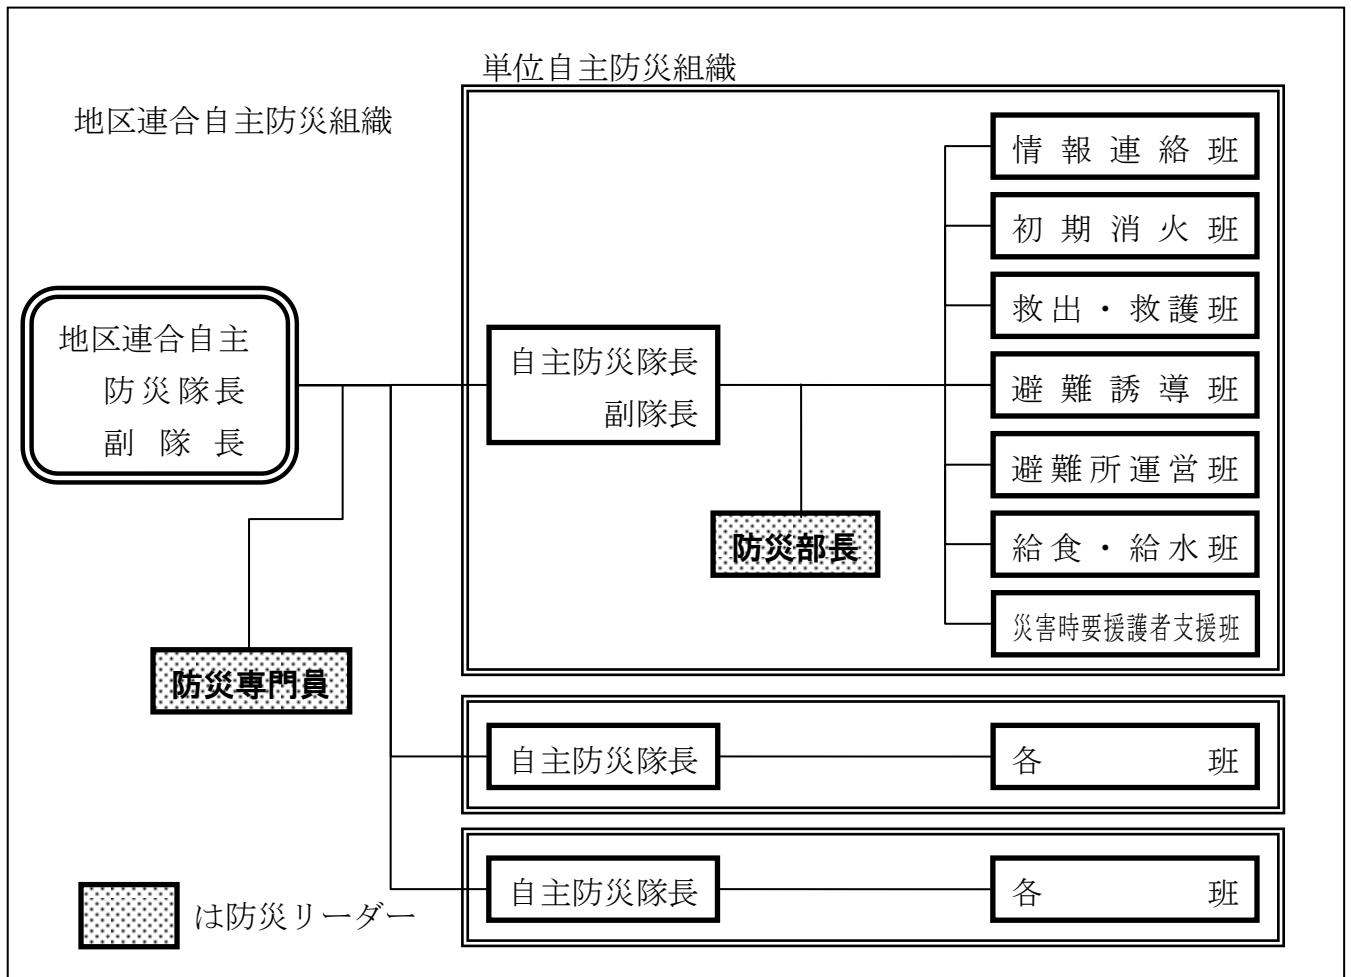 単位自主防災組織
地区連合自主防災組織
情報連絡班
初期消火班
救出・救護班
地区連合自主
防災隊長
副隊長
自主防災隊長
副隊長
避難誘導班
避難所運営班
防災部長
給食・給水班
災害時要援護者支援班
防災専門員
自主防災隊長
各班
自主防災隊長
各班
は防災リーダー